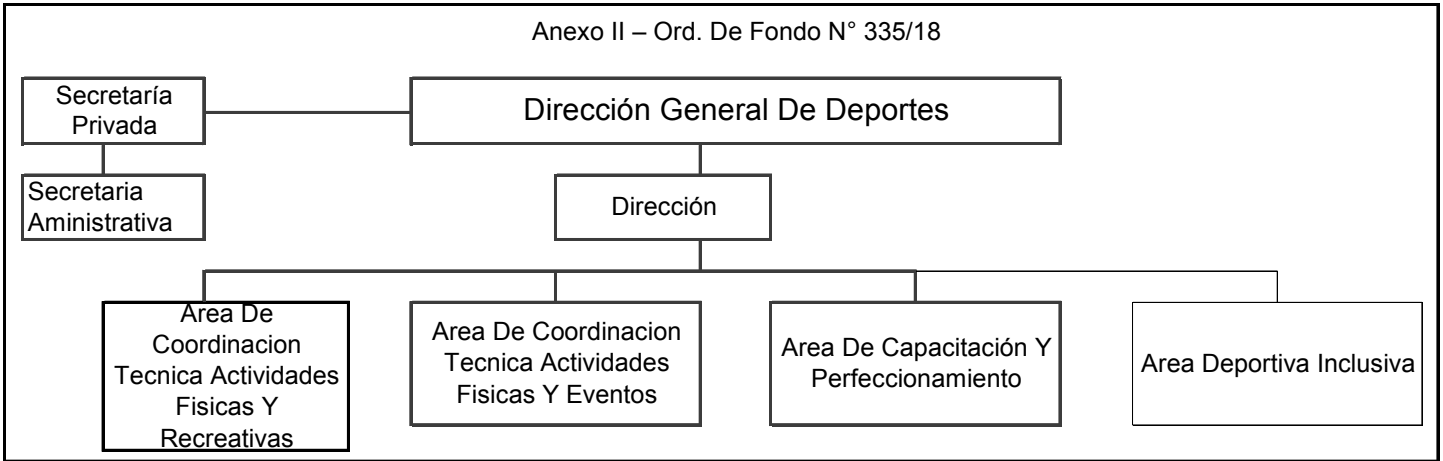 Anexo II – Ord. De Fondo N° 335/18
Secretaría
Privada
Dirección General De Deportes
Secretaria
Aministrativa
Dirección
Area De
Coordinacion
Tecnica Actividades
Fisicas Y
Recreativas
Area De Coordinacion
Tecnica Actividades
Fisicas Y Eventos
Area De Capacitación Y
Perfeccionamiento
Area Deportiva Inclusiva